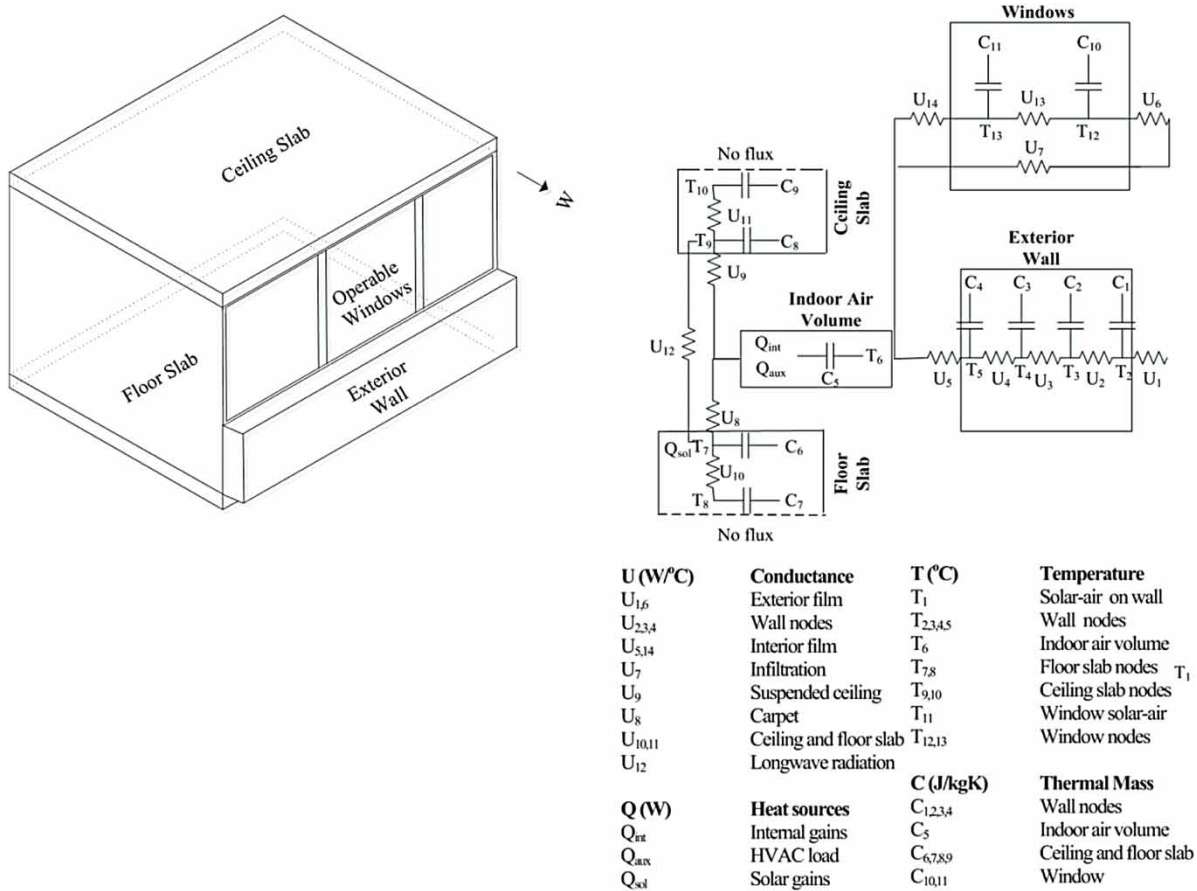 Ceiling Slab
W
Operable
Windows
Floor Slab
Exterior
Wall
Windows
C11
C10
U14
U13
U6
T13
T12
U7
No flux
T10
C9
U11
T9
C8
Ceiling
Slab
U9
U12
Indoor Air
Volume
Qint
Qaux
T6
C5
Exterior
Wall
C4
C3
C2
C1
U5
T5
U4
T4
U3
T3
U2
T2
U1
U8
Qsol
T7
C6
U10
T8
C7
Floor
Slab
No flux
U (W/°C) Conductance
U1,6 Exterior film
U2,3,4 Wall nodes
U5,14 Interior film
U7 Infiltration
U9 Suspended ceiling
U8 Carpet
U10,11 Ceiling and floor slab
U12 Longwave radiation
T (°C) Temperature
T1 Solar-air on wall
T2,3,4,5 Wall nodes
T6 Indoor air volume
T7,8 Floor slab nodes
T1
T9,10 Ceiling slab nodes
T11 Window solar-air
T12,13 Window nodes
Q (W) Heat sources
Qint Internal gains
Qaux HVAC load
Qsol Solar gains
C (J/kgK) Thermal Mass
C1,2,3,4 Wall nodes
C5 Indoor air volume
C6,7,8,9 Ceiling and floor slab
C10,11 Window